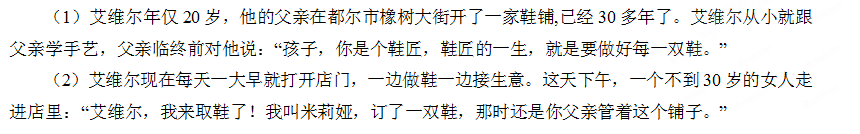 （1）艾维尔年仅 20 岁，他的父亲在都尔市橡树大街开了一家鞋铺,已经 30 多年了。艾维尔从小就跟
父亲学手艺，父亲临终前对他说：“孩子，你是个鞋匠，鞋匠的一生，就是要做好每一双鞋。”
（2）艾维尔现在每天一大早就打开店门，一边做鞋一边接生意。这天下午，一个不到 30 岁的女人走
进店里：“艾维尔，我来取鞋了！我叫米莉娅，订了一双鞋，那时还是你父亲管着这个铺子。”